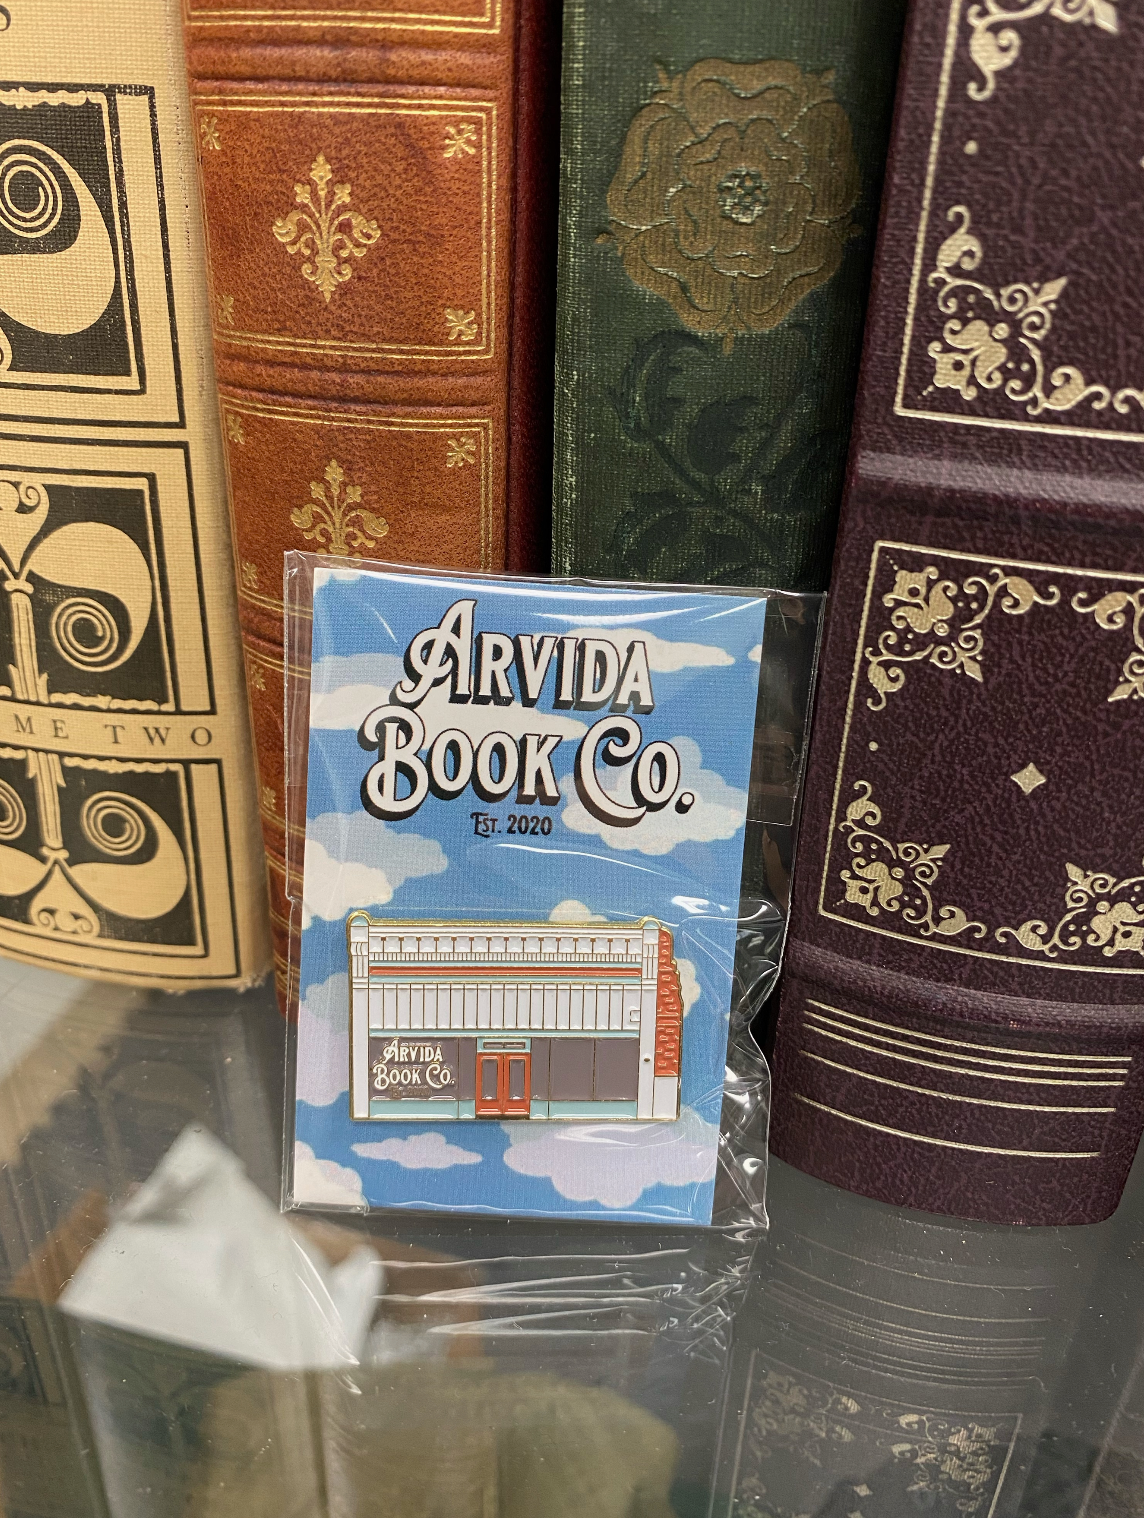 ME TWO
ARVIDA
BOOK CO.
EST. 2020
ARVIDA
BOOK CO.